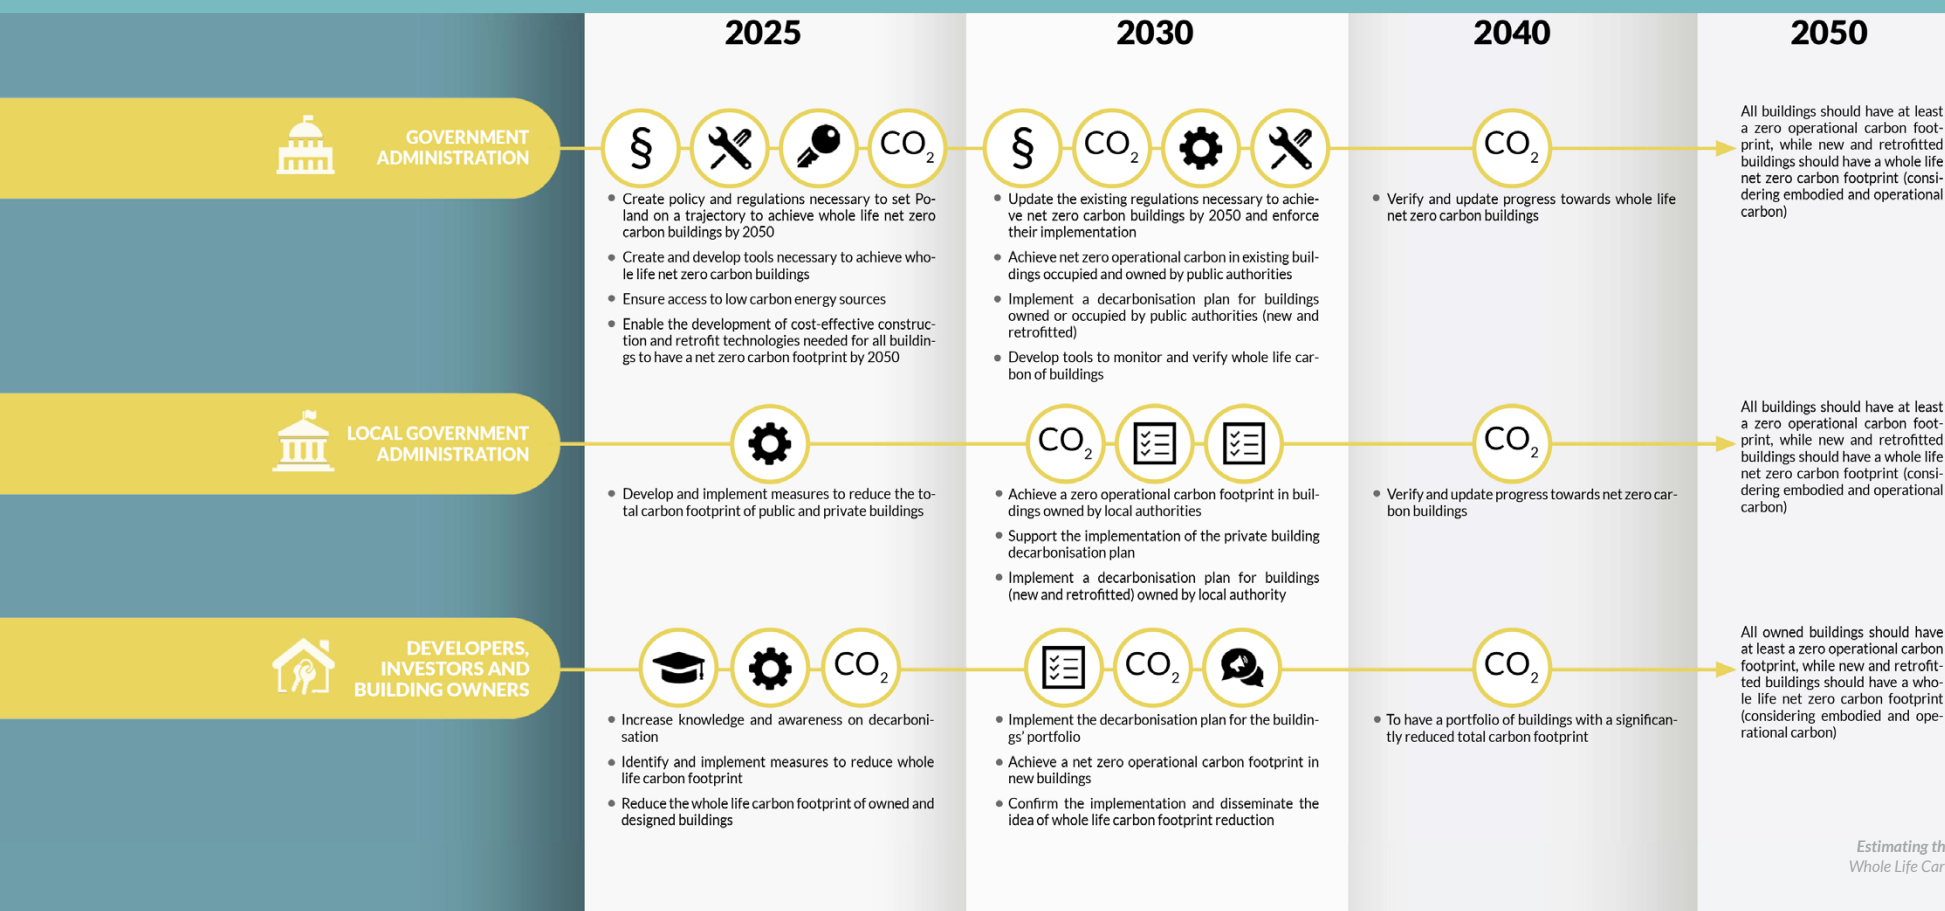 2025
2030
2040
2050
GOVERNMENT
ADMINISTRATION
§
CO2
§
CO2
CO2
• Create policy and regulations necessary to set Po-
land on a trajectory to achieve whole life net zero
carbon buildings by 2050
• Create and develop tools necessary to achieve who-
le life net zero carbon buildings
• Ensure access to low carbon energy sources
• Enable the development of cost-effective construc-
tion and retrofit technologies needed for all buildin-
gs to have a net zero carbon footprint by 2050
• Update the existing regulations necessary to achie-
ve net zero carbon buildings by 2050 and enforce
their implementation
• Achieve net zero operational carbon in existing buil-
dings occupied and owned by public authorities
• Implement a decarbonisation plan for buildings
owned or occupied by public authorities (new and
retrofitted)
• Develop tools to monitor and verify whole life car-
bon of buildings
• Verify and update progress towards whole life
net zero carbon buildings
All buildings should have at least
a zero operational carbon foot-
print, while new and retrofitted
buildings should have a whole life
net zero carbon footprint (consi-
dering embodied and operational
carbon)
LOCAL GOVERNMENT
ADMINISTRATION
CO2
CO2
• Develop and implement measures to reduce the to-
tal carbon footprint of public and private buildings
• Achieve a zero operational carbon footprint in buil-
dings owned by local authorities
• Support the implementation of the private building
decarbonisation plan
• Implement a decarbonisation plan for buildings
(new and retrofitted) owned by local authority
• Verify and update progress towards net zero car-
bon buildings
All buildings should have at least
a zero operational carbon foot-
print, while new and retrofitted
buildings should have a whole life
net zero carbon footprint (consi-
dering embodied and operational
carbon)
DEVELOPERS,
INVESTORS AND
BUILDING OWNERS
CO2
CO2
CO2
• Increase knowledge and awareness on decarboni-
sation
• Identify and implement measures to reduce whole
life carbon footprint
• Reduce the whole life carbon footprint of owned and
designed buildings
• Implement the decarbonisation plan for the buildin-
gs' portfolio
• Achieve a net zero operational carbon footprint in
new buildings
• Confirm the implementation and disseminate the
idea of whole life carbon footprint reduction
• To have a portfolio of buildings with a significan-
tly reduced total carbon footprint
All owned buildings should have
at least a zero operational carbon
footprint, while new and retrofit-
ted buildings should have a who-
le life net zero carbon footprint
(considering embodied and ope-
rational carbon)
Estimating th
Whole Life Car